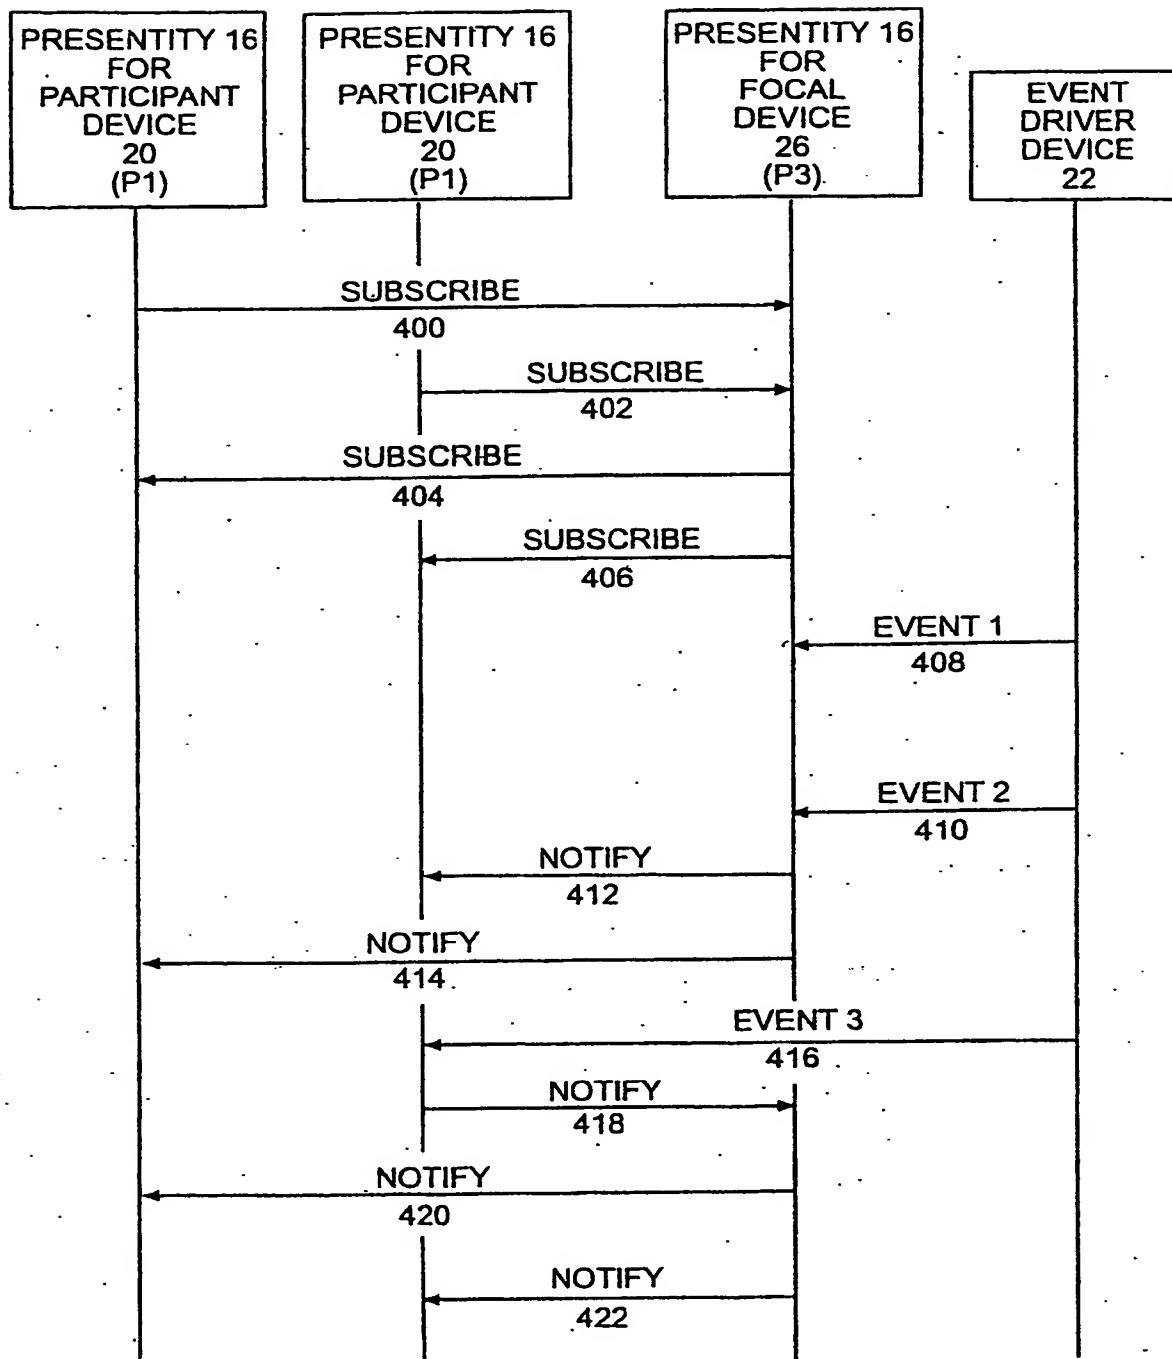 PRESENTITY 16
FOR
PARTICIPANT
DEVICE
20
(P1)
PRESENTITY 16
FOR
PARTICIPANT
DEVICE
20
(P1)
PRESENTITY 16
FOR
FOCAL
DEVICE
26
(P3)
EVENT
DRIVER
DEVICE
22
SUBSCRIBE
400
SUBSCRIBE
402
SUBSCRIBE
404
SUBSCRIBE
406
EVENT 1
408
EVENT 2
410
NOTIFY
412
NOTIFY
414
EVENT 3
416
NOTIFY
418
NOTIFY
420
NOTIFY
422